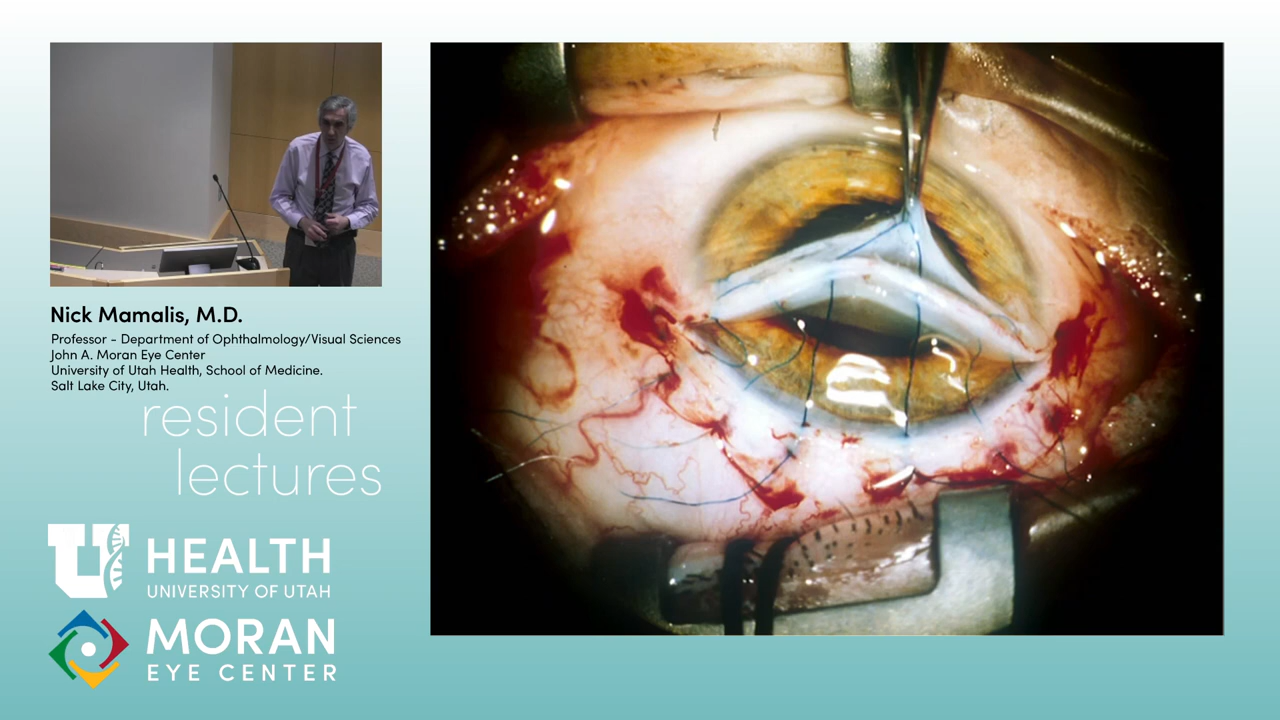 Nick Mamalis, M.D.
Professor - Department of Ophthalmology/Visual Sciences
John A. Moran Eye Center
University of Utah Health, School of Medicine.
Salt Lake City, Utah.
resident
lectures
U HEALTH
UNIVERSITY OF UTAH
MORAN
EYE CENTER